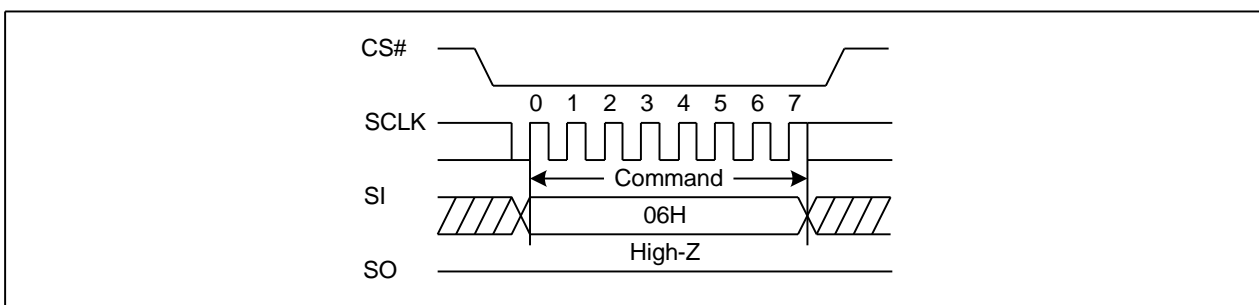 CS#
0 1 2 3 4 5 6 7
SCLK
Command
SI
06H
High-Z
SO